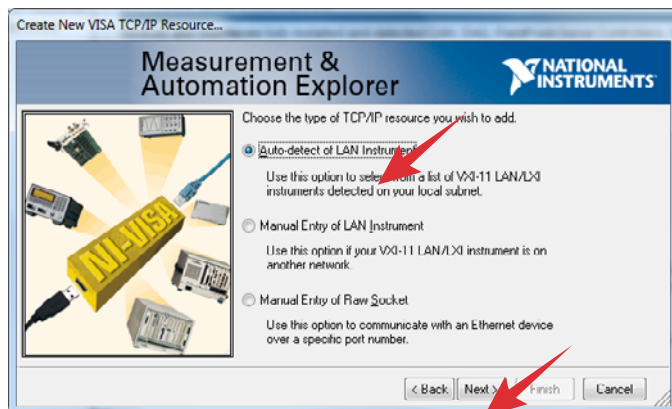 Create New VISA TCP/IP Resource...
Measurement &
Automation Explorer
NATIONAL
INSTRUMENTS
NI-VISA
Choose the type of TCP/IP resource you wish to add.
Auto-detect of LAN Instrument
Use this option to select from a list of VXI-11 LAN/LXI
instruments detected on your local subnet.
Manual Entry of LAN Instrument
Use this option if your VXI-11 LAN/LXI instrument is on
another network.
Manual Entry of Raw Socket
Use this option to communicate with an Ethernet device
over a specific port number.
< Back Next > Finish Cancel